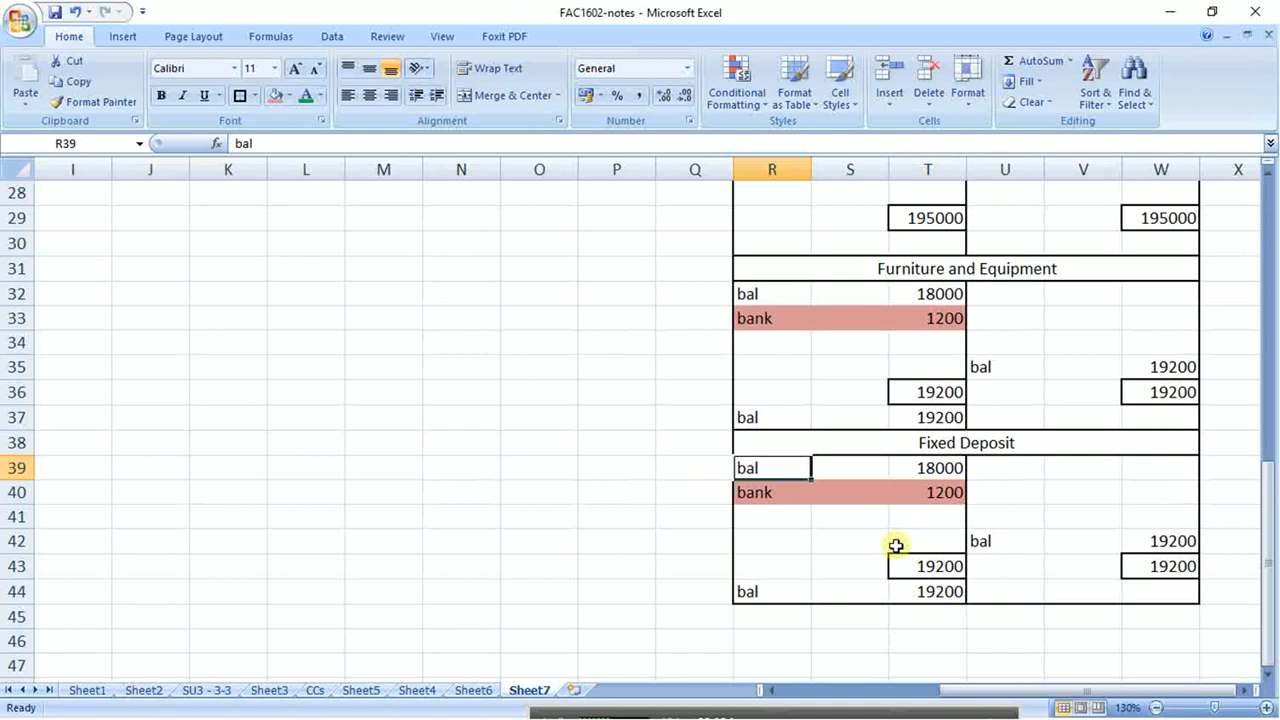 FAC1602-notes - Microsoft Excel
Home Insert Page Layout Formulas Data Review View Foxit PDF
Paste Cut Copy Format Painter Clipboard
Calibri 11 B I U A Font
Wrap Text Merge & Center Alignment
General % , Number
Conditional Formatting Format as Table Cell Styles Styles
Insert Delete Format Cells
Σ AutoSum Fill Clear Sort & Filter Find & Select Editing
R39 fx bal
I J K L M N O P Q R S T U V W X
28
29 195000 195000
30
31 Furniture and Equipment
32 bal 18000
33 bank 1200
34
35 bal 19200
36 19200 19200
37 bal 19200
38 Fixed Deposit
39 bal 18000
40 bank 1200
41
42 bal 19200
43 19200 19200
44 bal 19200
45
46
47
Sheet1 Sheet2 SU3 - 3-3 Sheet3 CCs Sheet5 Sheet4 Sheet6 Sheet7
Ready 130%